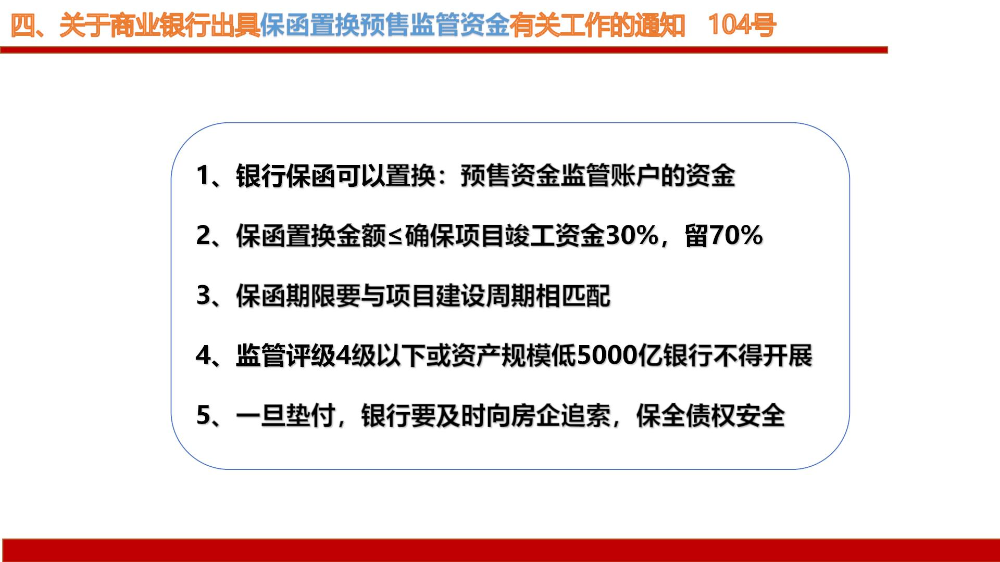 四、关于商业银行出具保函置换预售监管资金有关工作的通知 104号
1、银行保函可以置换：预售资金监管账户的资金
2、保函置换金额≤确保项目竣工资金30%，留70%
3、保函期限要与项目建设周期相匹配
4、监管评级4级以下或资产规模低5000亿银行不得开展
5、一旦垫付，银行要及时向房企追索，保全债权安全